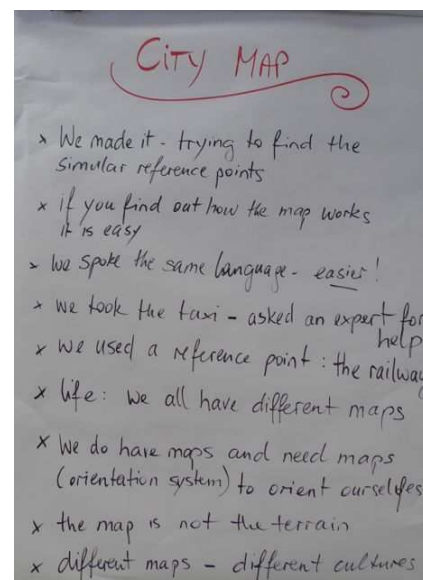 CITY MAP
x We made it - trying to find the
simular reference points
x if you find out how the map works
it is easy
x we spoke the same language - easier!
x we took the taxi - asked an expert for
help
x we used a reference point : the railway
x life: we all have different maps
x We do have maps and need maps
(orientation system) to orient ourselfes
x the map is not the terrain
x different maps - different cultures